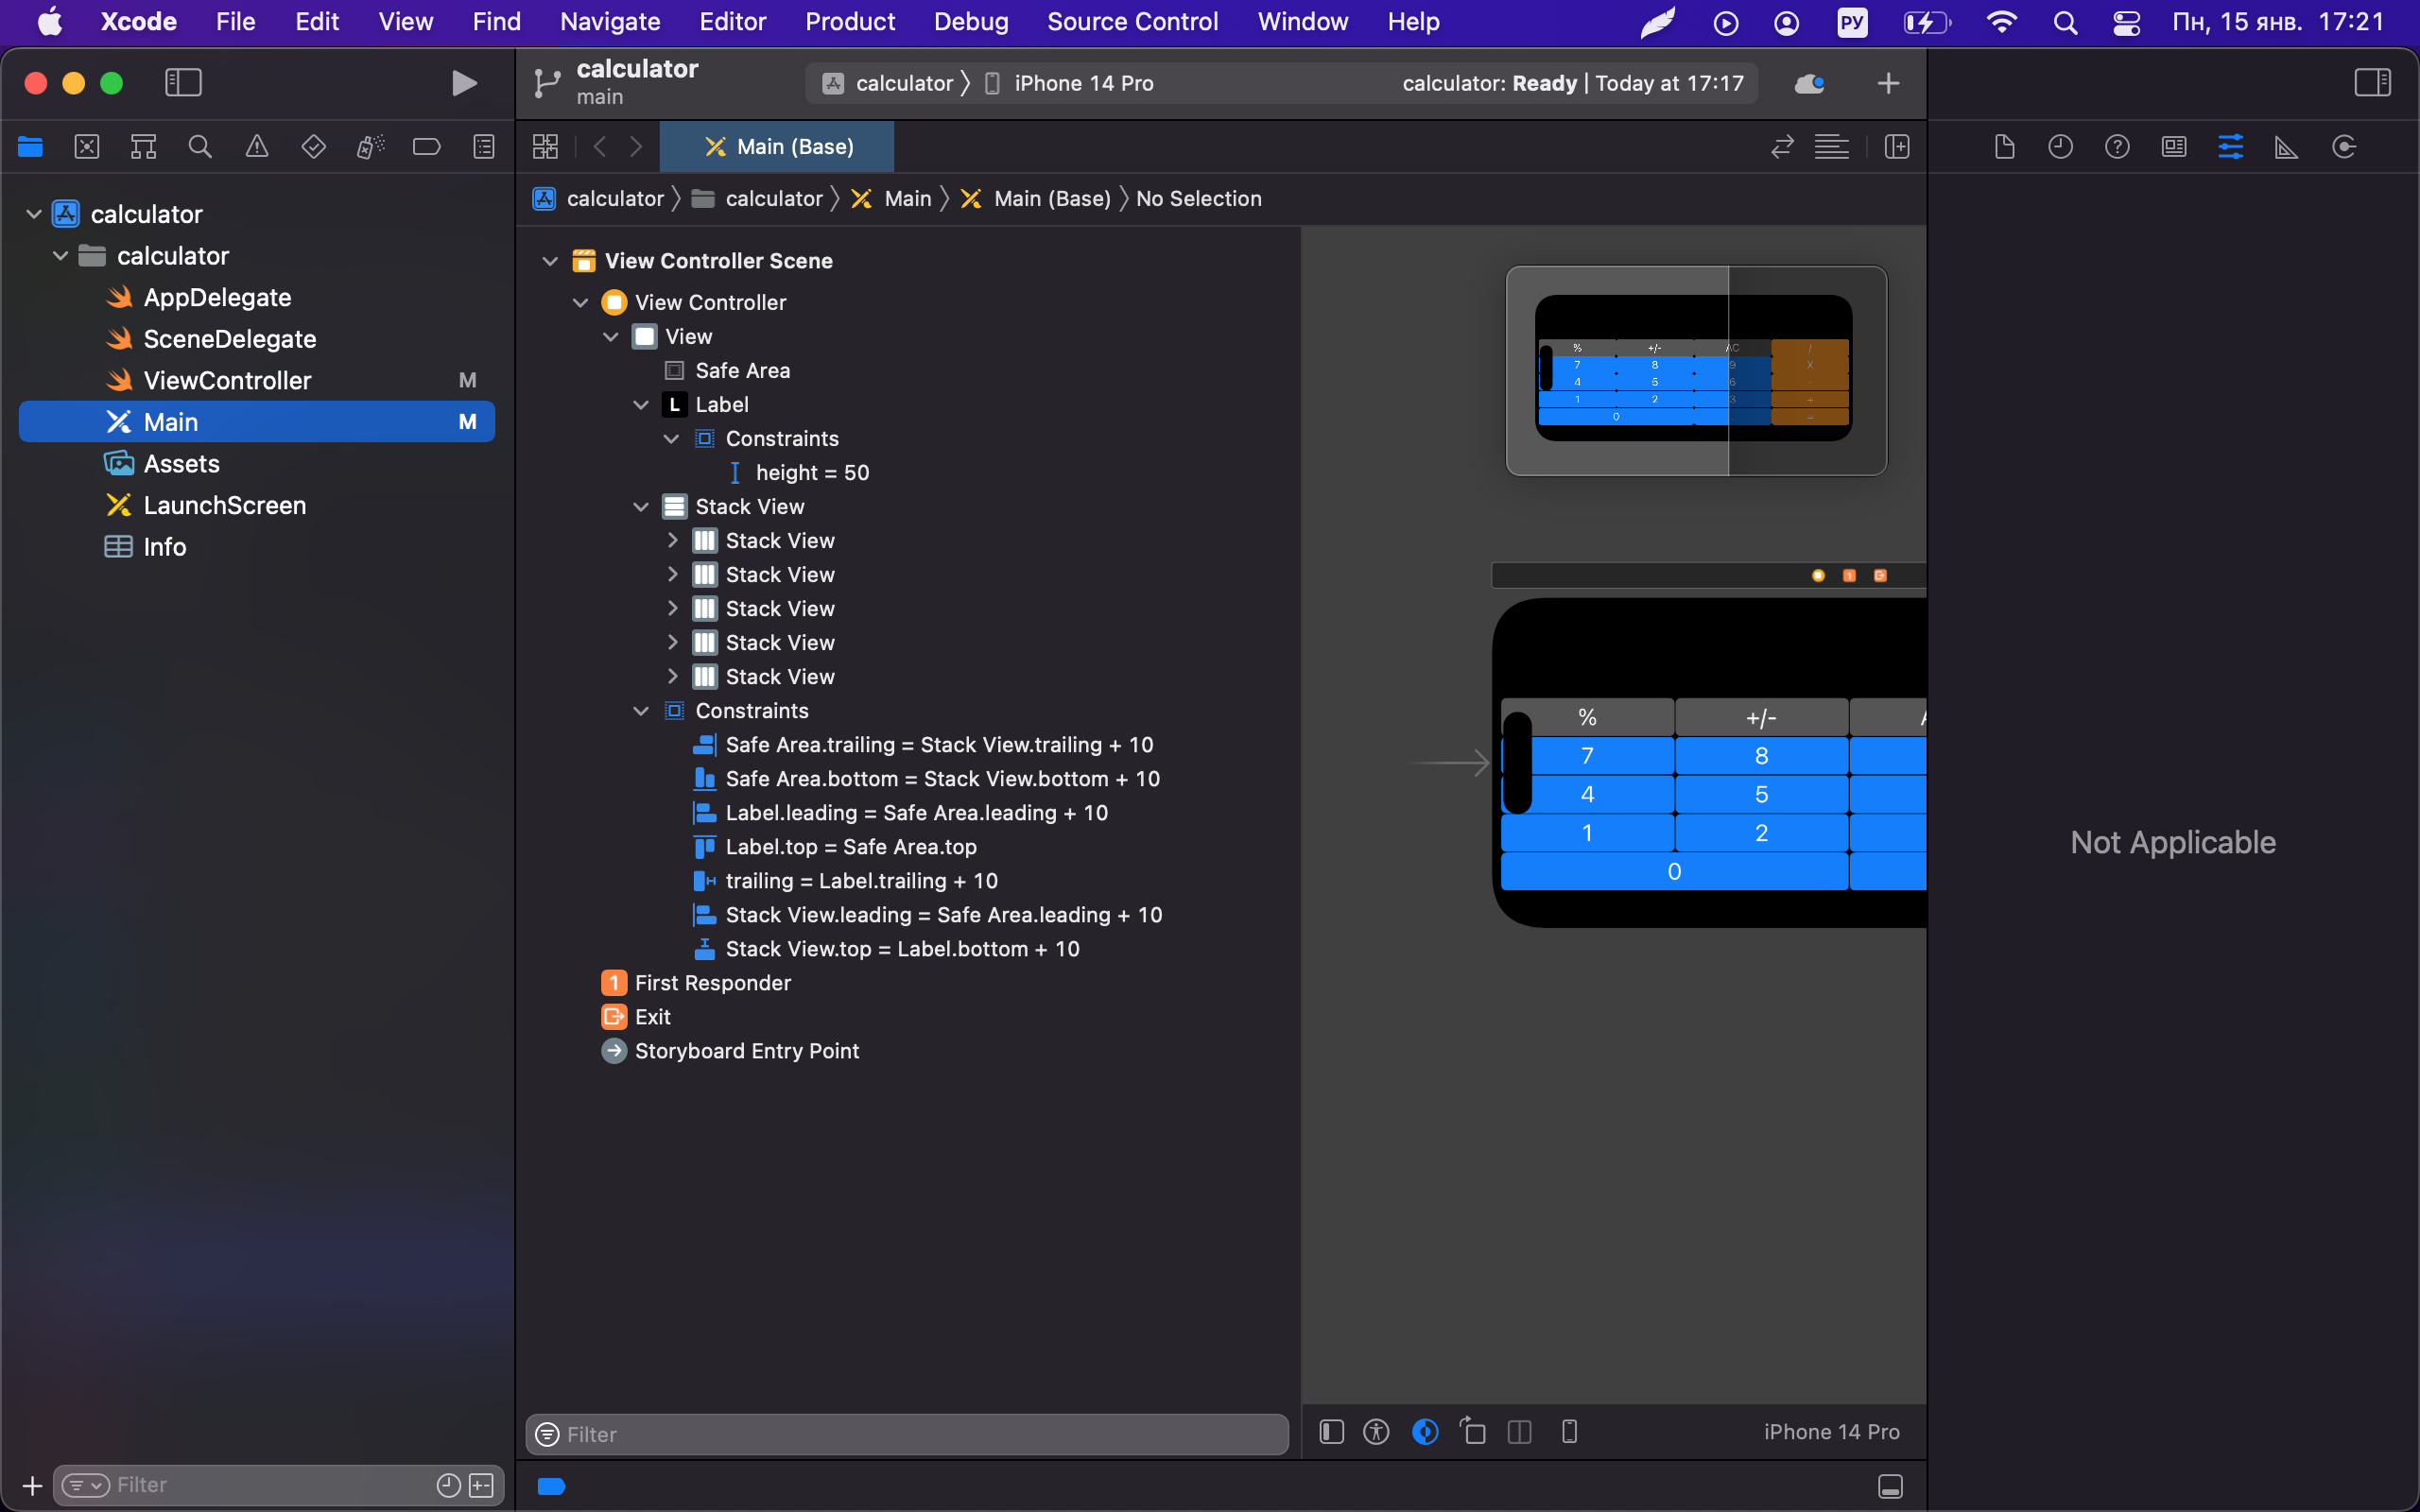 Xcode File Edit View Find Navigate Editor Product Debug Source Control Window Help РУ Пн, 15 янв. 17:21
calculator
main
calculator iPhone 14 Pro calculator: Ready | Today at 17:17
Main (Base)
calculator calculator Main Main (Base) No Selection
calculator
calculator
AppDelegate
SceneDelegate
ViewController M
Main M
Assets
LaunchScreen
Info
Filter
View Controller Scene
View Controller
View
Safe Area
L Label
Constraints
height = 50
Stack View
Stack View
Stack View
Stack View
Stack View
Stack View
Constraints
Safe Area.trailing = Stack View.trailing + 10
Safe Area.bottom = Stack View.bottom + 10
Label.leading = Safe Area.leading + 10
Label.top = Safe Area.top
trailing = Label.trailing + 10
Stack View.leading = Safe Area.leading + 10
Stack View.top = Label.bottom + 10
1 First Responder
Exit
Storyboard Entry Point
Filter
% +/- AC /
7 8 9 X
4 5 6 -
1 2 3 +
0 =
1
% +/-
7 8
4 5
1 2
0
iPhone 14 Pro
Not Applicable